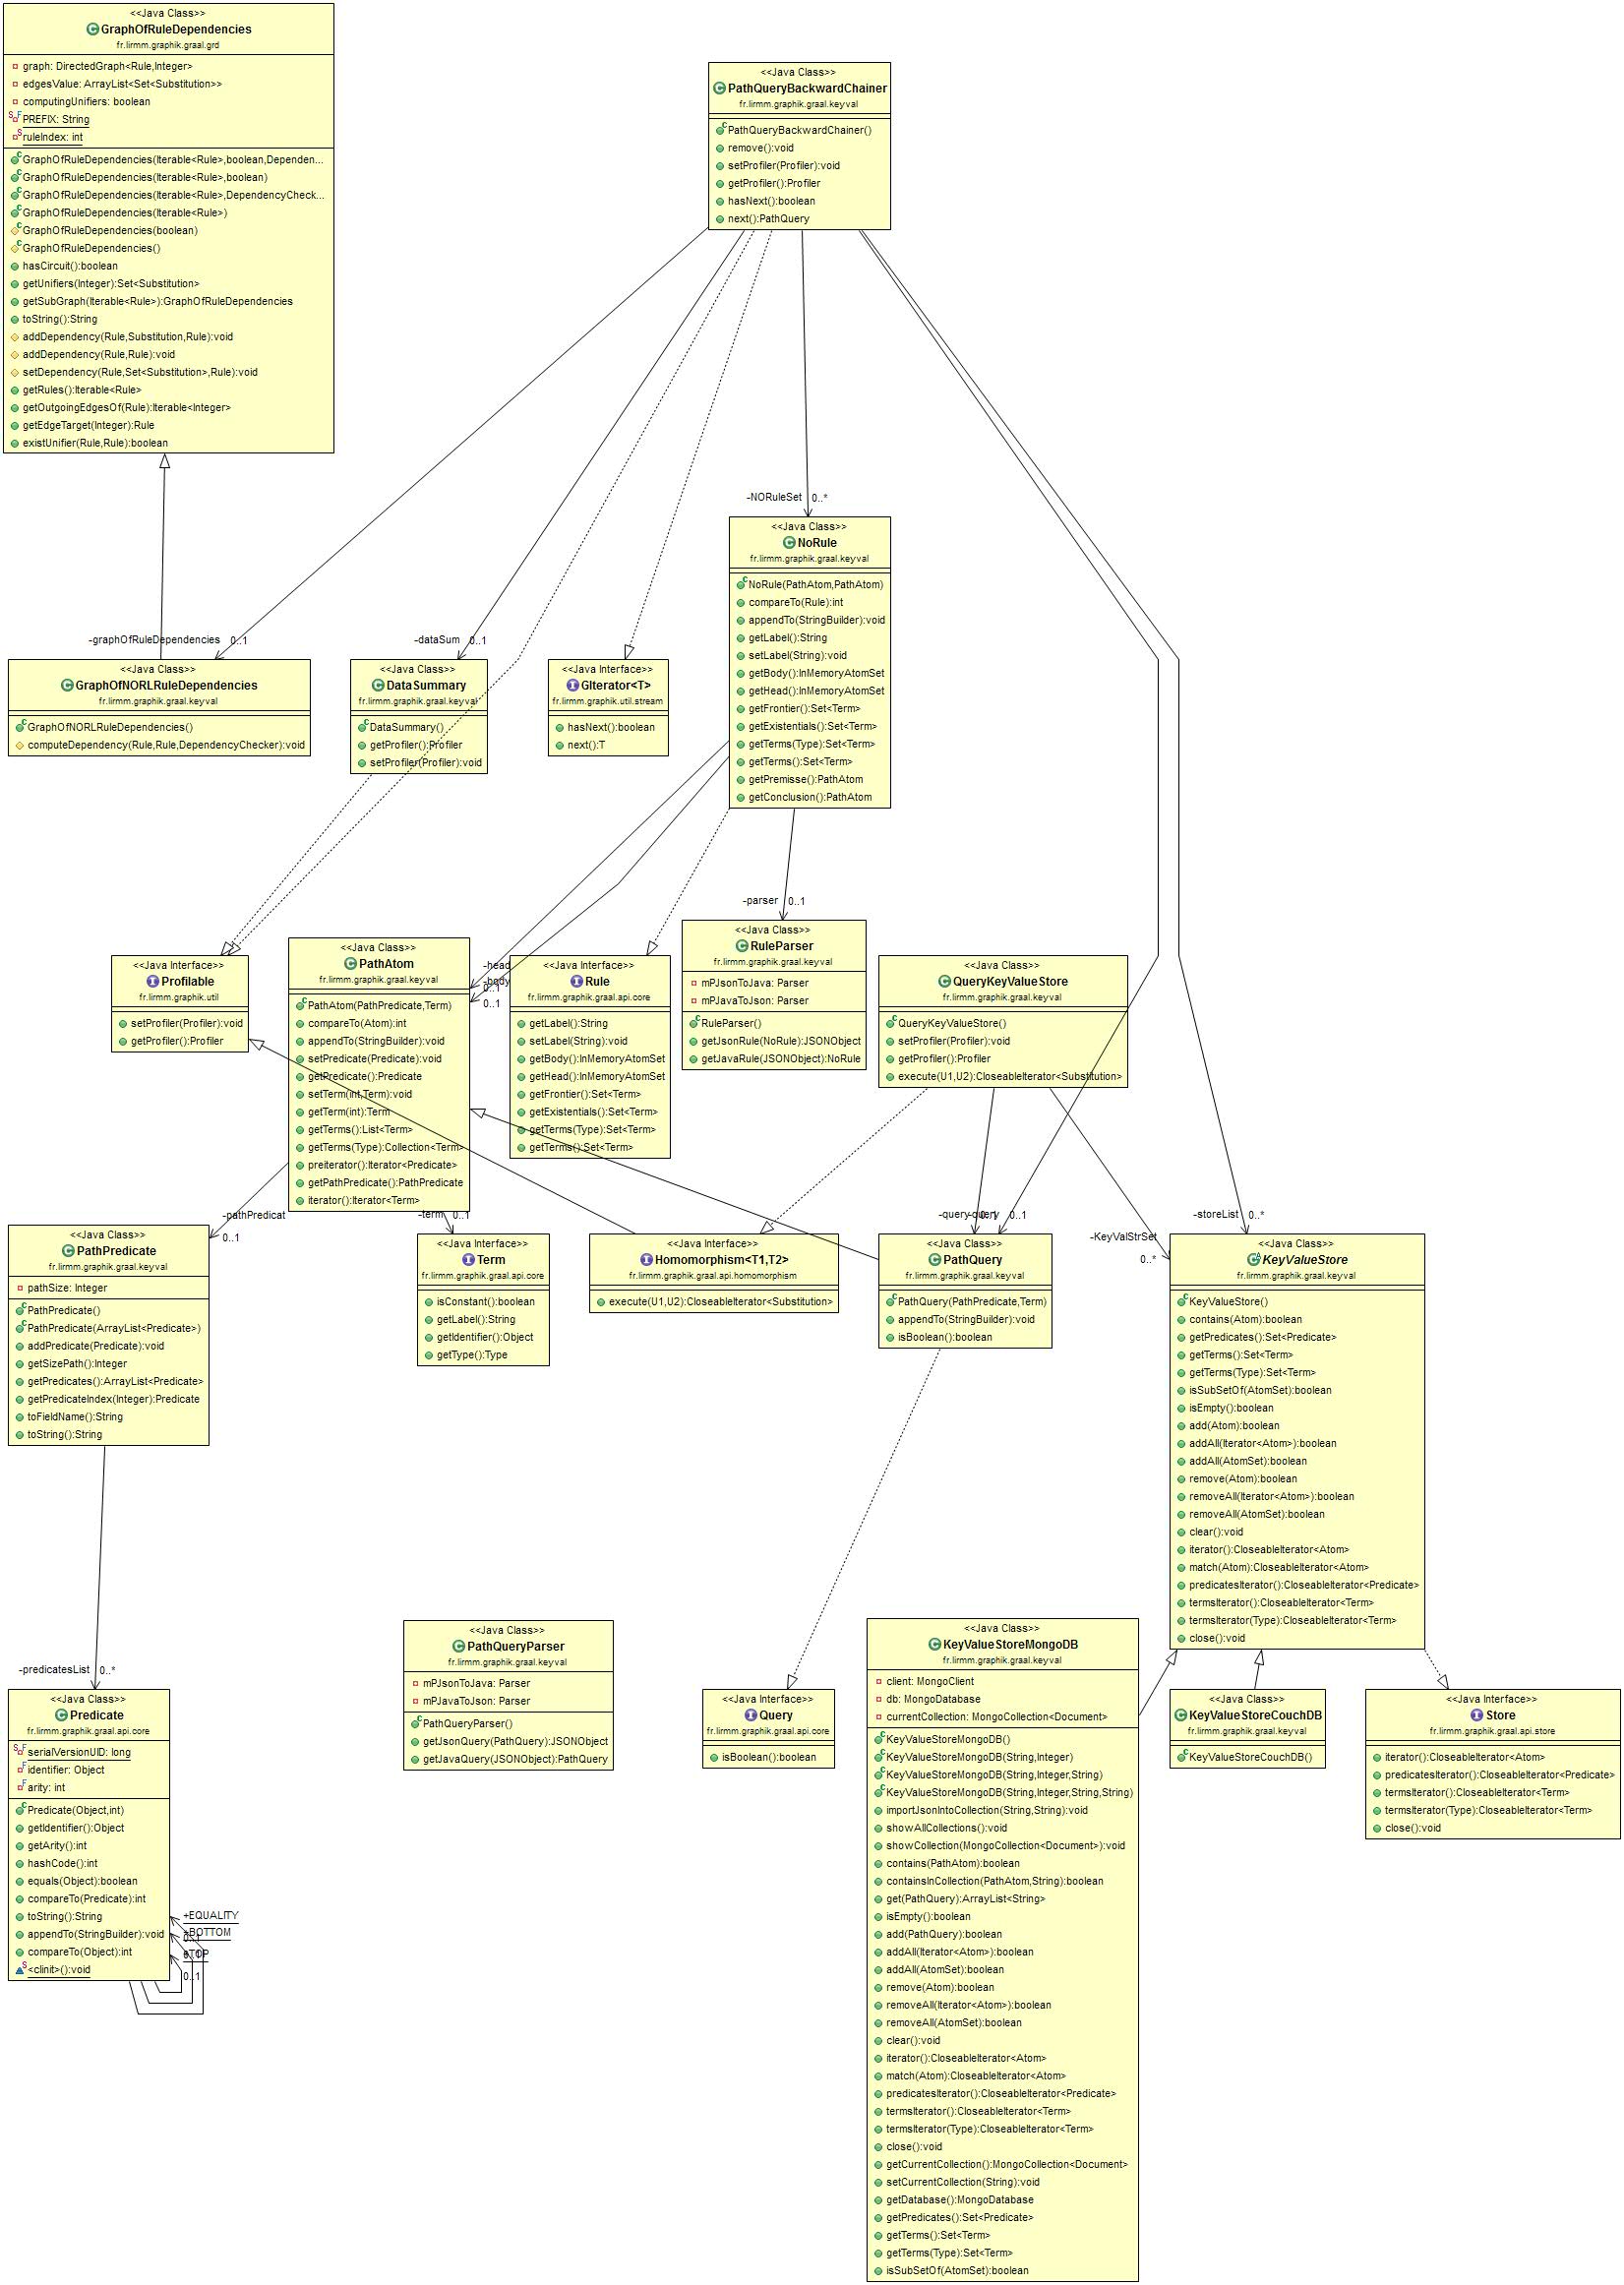 <<Java Class>>
GraphOfRuleDependencies
fr.lirmm.graphik.graal.grd
graph: DirectedGraph<Rule,Integer>
edgesValue: ArrayList<Set<Substitution>>
computingUnifiers: boolean
PREFIX: String
ruleIndex: int
GraphOfRuleDependencies(Iterable<Rule>,boolean,Dependen...
GraphOfRuleDependencies(Iterable<Rule>,boolean)
GraphOfRuleDependencies(Iterable<Rule>,DependencyCheck...
GraphOfRuleDependencies(Iterable<Rule>)
GraphOfRuleDependencies(boolean)
GraphOfRuleDependencies()
hasCircuit():boolean
getUnifiers(Integer):Set<Substitution>
getSubGraph(Iterable<Rule>):GraphOfRuleDependencies
toString():String
addDependency(Rule,Substitution,Rule):void
addDependency(Rule,Rule):void
setDependency(Rule,Set<Substitution>,Rule):void
getRules():Iterable<Rule>
getOutgoingEdgesOf(Rule):Iterable<Integer>
getEdgeTarget(Integer):Rule
existUnifier(Rule,Rule):boolean
<<Java Class>>
PathQueryBackwardChainer
fr.lirmm.graphik.graal.keyval
PathQueryBackwardChainer()
remove():void
setProfiler(Profiler):void
getProfiler():Profiler
hasNext():boolean
next():PathQuery
-NORuleSet 0..*
<<Java Class>>
NoRule
fr.lirmm.graphik.graal.keyval
NoRule(PathAtom,PathAtom)
compareTo(Rule):int
appendTo(StringBuilder):void
getLabel():String
setLabel(String):void
getBody():InMemoryAtomSet
getHead():InMemoryAtomSet
getFrontier():Set<Term>
getExistentials():Set<Term>
getTerms(Type):Set<Term>
getTerms():Set<Term>
getPremisse():PathAtom
getConclusion():PathAtom
-graphOfRuleDependencies 0..1
<<Java Class>>
GraphOfNORLRuleDependencies
fr.lirmm.graphik.graal.keyval
GraphOfNORLRuleDependencies()
computeDependency(Rule,Rule,DependencyChecker):void
-dataSum 0..1
<<Java Class>>
DataSummary
fr.lirmm.graphik.graal.keyval
DataSummary()
getProfiler():Profiler
setProfiler(Profiler):void
<<Java Interface>>
GIterator<T>
fr.lirmm.graphik.util.stream
hasNext():boolean
next():T
<<Java Interface>>
Profilable
fr.lirmm.graphik.util
setProfiler(Profiler):void
getProfiler():Profiler
<<Java Class>>
PathAtom
fr.lirmm.graphik.graal.keyval
PathAtom(PathPredicate,Term)
compareTo(Atom):int
appendTo(StringBuilder):void
setPredicate(Predicate):void
getPredicate():Predicate
setTerm(int,Term):void
getTerm(int):Term
getTerms():List<Term>
getTerms(Type):Collection<Term>
preiterator():Iterator<Predicate>
getPathPredicate():PathPredicate
iterator():Iterator<Term>
-head
0..1
-body
0..1
<<Java Interface>>
Rule
fr.lirmm.graphik.graal.api.core
getLabel():String
setLabel(String):void
getBody():InMemoryAtomSet
getHead():InMemoryAtomSet
getFrontier():Set<Term>
getExistentials():Set<Term>
getTerms(Type):Set<Term>
getTerms():Set<Term>
-parser 0..1
<<Java Class>>
RuleParser
fr.lirmm.graphik.graal.keyval
mPJsonToJava: Parser
mPJavaToJson: Parser
RuleParser()
getJsonRule(NoRule):JSONObject
getJavaRule(JSONObject):NoRule
<<Java Class>>
QueryKeyValueStore
fr.lirmm.graphik.graal.keyval
QueryKeyValueStore()
setProfiler(Profiler):void
getProfiler():Profiler
execute(U1,U2):CloseableIterator<Substitution>
-pathPredicat
0..1
<<Java Class>>
PathPredicate
fr.lirmm.graphik.graal.keyval
pathSize: Integer
PathPredicate()
PathPredicate(ArrayList<Predicate>)
addPredicate(Predicate):void
getSizePath():Integer
getPredicates():ArrayList<Predicate>
getPredicateIndex(Integer):Predicate
toFieldName():String
toString():String
-term 0..1
<<Java Interface>>
Term
fr.lirmm.graphik.graal.api.core
isConstant():boolean
getLabel():String
getIdentifier():Object
getType():Type
<<Java Interface>>
Homomorphism<T1,T2>
fr.lirmm.graphik.graal.api.homomorphism
execute(U1,U2):CloseableIterator<Substitution>
-query
0..1
-query
0..1
<<Java Class>>
PathQuery
fr.lirmm.graphik.graal.keyval
PathQuery(PathPredicate,Term)
appendTo(StringBuilder):void
isBoolean():boolean
-KeyValStrSet
0..*
-storeList 0..*
<<Java Class>>
KeyValueStore
fr.lirmm.graphik.graal.keyval
KeyValueStore()
contains(Atom):boolean
getPredicates():Set<Predicate>
getTerms():Set<Term>
getTerms(Type):Set<Term>
isSubSetOf(AtomSet):boolean
isEmpty():boolean
add(Atom):boolean
addAll(Iterator<Atom>):boolean
addAll(AtomSet):boolean
remove(Atom):boolean
removeAll(Iterator<Atom>):boolean
removeAll(AtomSet):boolean
clear():void
iterator():CloseableIterator<Atom>
match(Atom):CloseableIterator<Atom>
predicatesIterator():CloseableIterator<Predicate>
termsIterator():CloseableIterator<Term>
termsIterator(Type):CloseableIterator<Term>
close():void
-predicatesList 0..*
<<Java Class>>
Predicate
fr.lirmm.graphik.graal.api.core
serialVersionUID: long
identifier: Object
arity: int
Predicate(Object,int)
getIdentifier():Object
getArity():int
hashCode():int
equals(Object):boolean
compareTo(Predicate):int
toString():String
appendTo(StringBuilder):void
compareTo(Object):int
<clinit>():void
+EQUALITY
0..1
+BOTTOM
0..1
+TOP
0..1
<<Java Class>>
PathQueryParser
fr.lirmm.graphik.graal.keyval
mPJsonToJava: Parser
mPJavaToJson: Parser
PathQueryParser()
getJsonQuery(PathQuery):JSONObject
getJavaQuery(JSONObject):PathQuery
<<Java Interface>>
Query
fr.lirmm.graphik.graal.api.core
isBoolean():boolean
<<Java Class>>
KeyValueStoreMongoDB
fr.lirmm.graphik.graal.keyval
client: MongoClient
db: MongoDatabase
currentCollection: MongoCollection<Document>
KeyValueStoreMongoDB()
KeyValueStoreMongoDB(String,Integer)
KeyValueStoreMongoDB(String,Integer,String)
KeyValueStoreMongoDB(String,Integer,String,String)
importJsonIntoCollection(String,String):void
showAllCollections():void
showCollection(MongoCollection<Document>):void
contains(PathAtom):boolean
containsInCollection(PathAtom,String):boolean
get(PathQuery):ArrayList<String>
isEmpty():boolean
add(PathQuery):boolean
addAll(Iterator<Atom>):boolean
addAll(AtomSet):boolean
remove(Atom):boolean
removeAll(Iterator<Atom>):boolean
removeAll(AtomSet):boolean
clear():void
iterator():CloseableIterator<Atom>
match(Atom):CloseableIterator<Atom>
predicatesIterator():CloseableIterator<Predicate>
termsIterator():CloseableIterator<Term>
termsIterator(Type):CloseableIterator<Term>
close():void
getCurrentCollection():MongoCollection<Document>
setCurrentCollection(String):void
getDatabase():MongoDatabase
getPredicates():Set<Predicate>
getTerms():Set<Term>
getTerms(Type):Set<Term>
isSubSetOf(AtomSet):boolean
<<Java Class>>
KeyValueStoreCouchDB
fr.lirmm.graphik.graal.keyval
KeyValueStoreCouchDB()
<<Java Interface>>
Store
fr.lirmm.graphik.graal.api.store
iterator():CloseableIterator<Atom>
predicatesIterator():CloseableIterator<Predicate>
termsIterator():CloseableIterator<Term>
termsIterator(Type):CloseableIterator<Term>
close():void